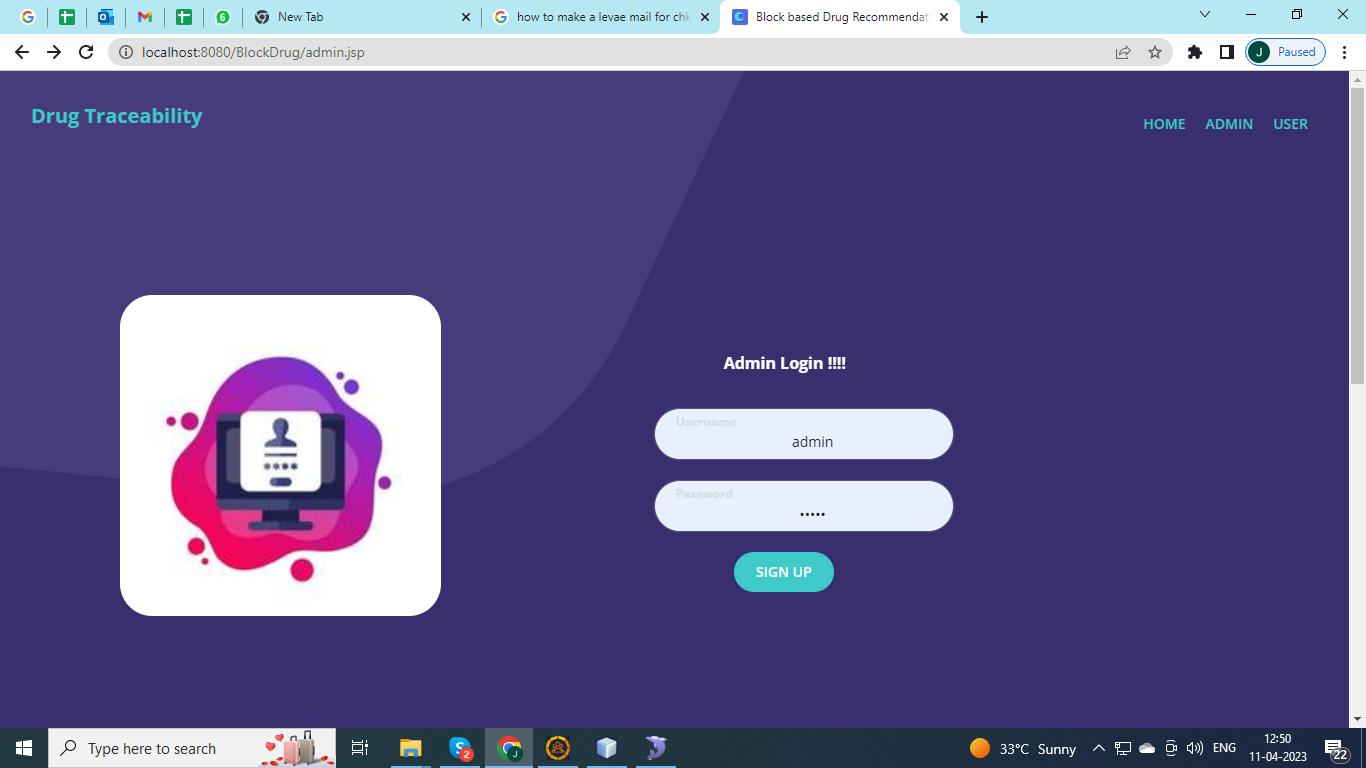 6
New Tab
how to make a levae mail for chk
Block based Drug Recommendat
localhost:8080/BlockDrug/admin.jsp
J
Paused
Drug Traceability
HOME
ADMIN
USER
Admin Login !!!!
Username
admin
Password
•••••
SIGN UP
Type here to search
2
J
33°C Sunny
ENG
12:50
11-04-2023
22